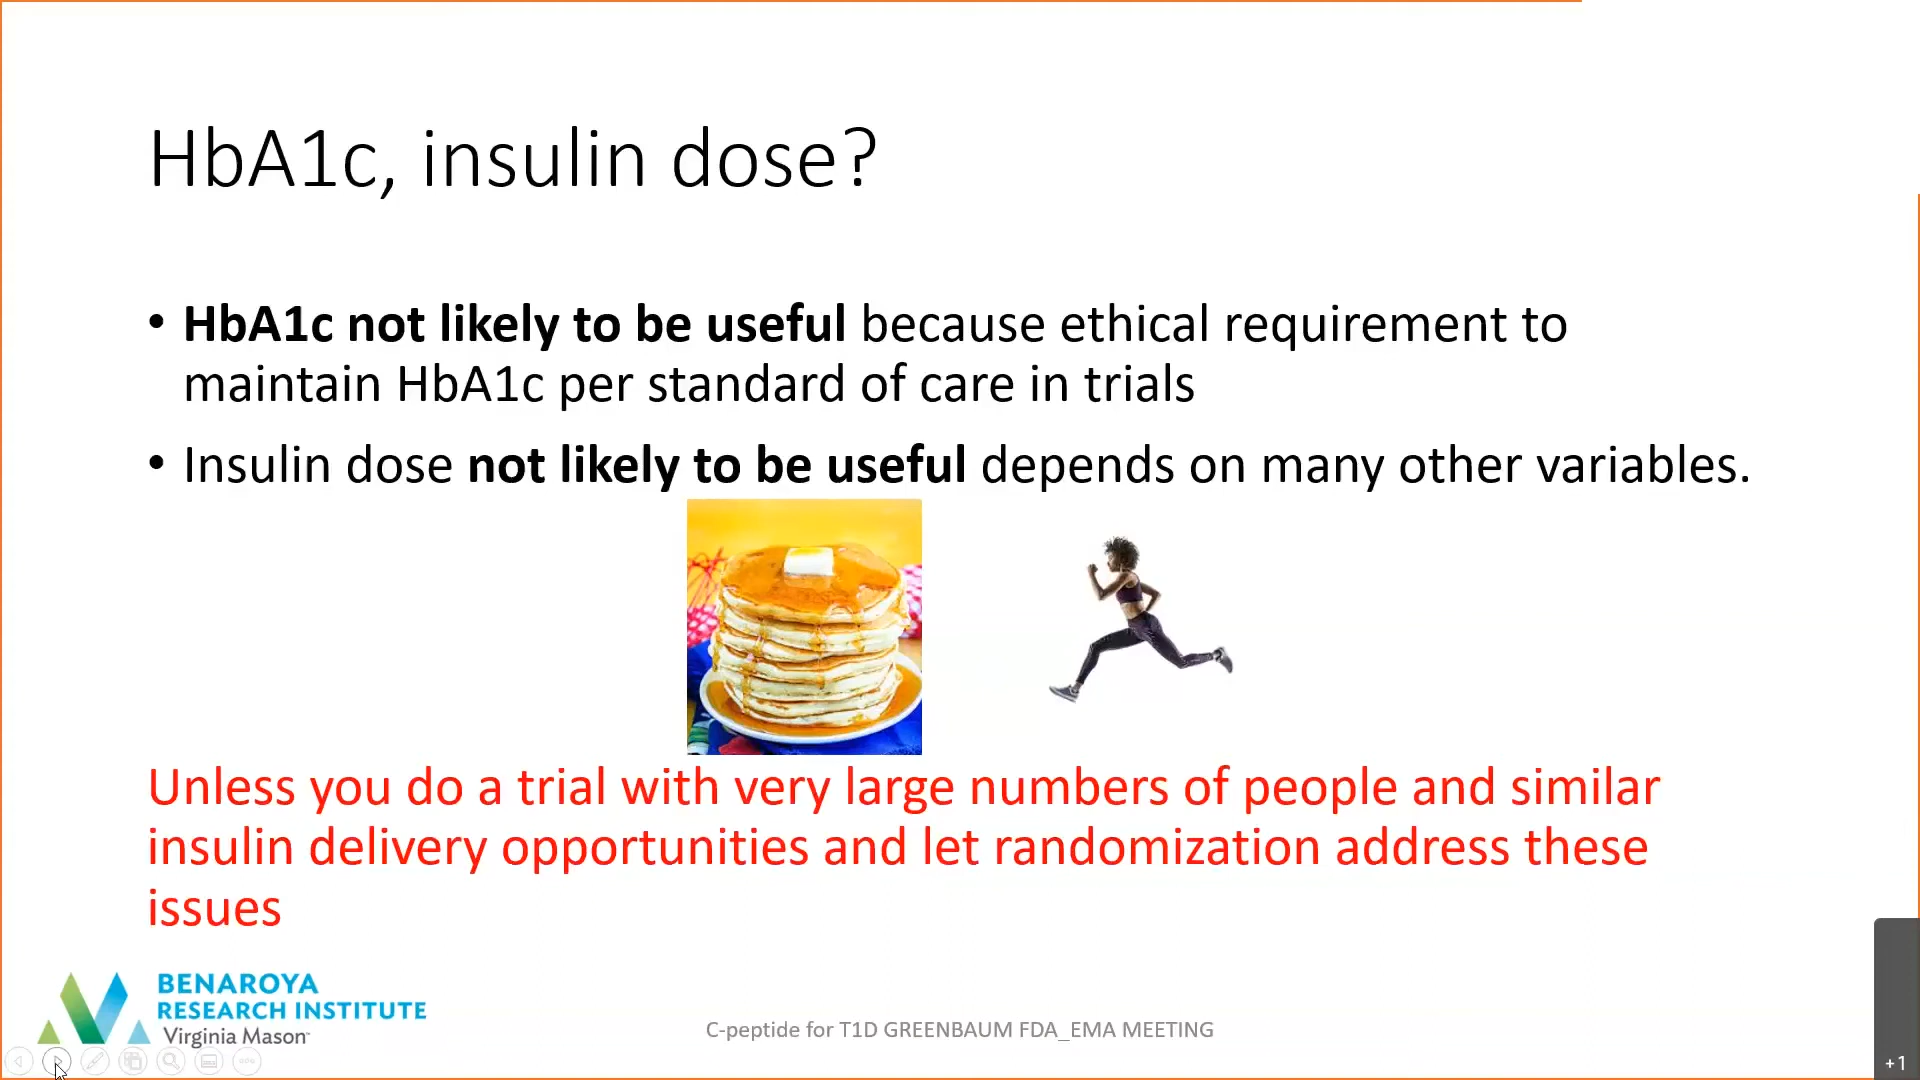 HbA1c, insulin dose?
• HbA1c not likely to be useful because ethical requirement to
maintain HbA1c per standard of care in trials
• Insulin dose not likely to be useful depends on many other variables.
Unless you do a trial with very large numbers of people and similar
insulin delivery opportunities and let randomization address these
issues
BENAROYA
RESEARCH INSTITUTE
Virginia Mason
C-peptide for T1D GREENBAUM FDA_EMA MEETING
+1